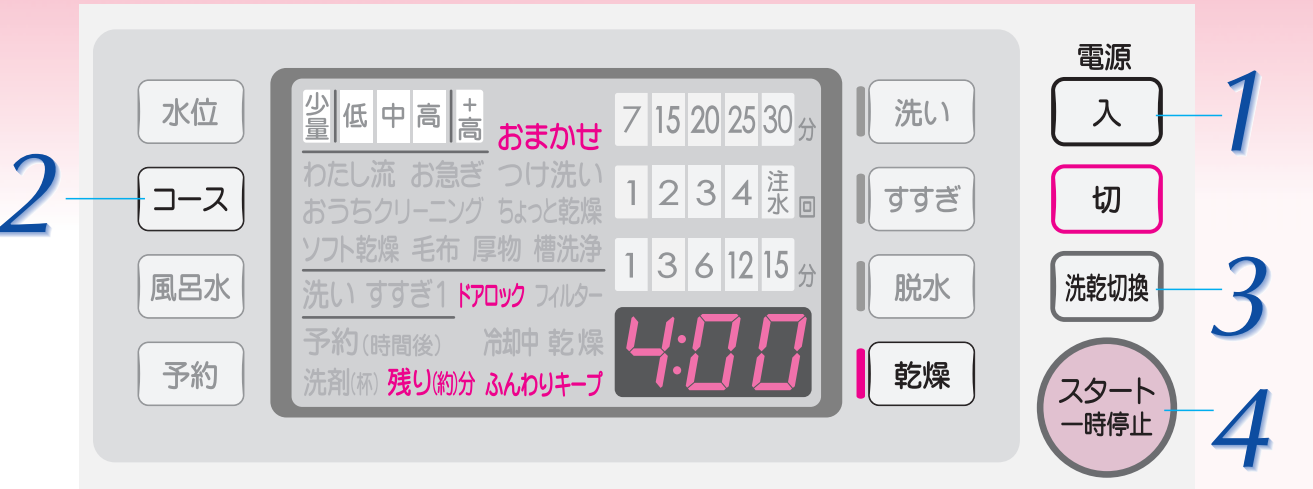 電源
水位
コース
風呂水
予約
少量 低 中 高 +高
おまかせ
わたし流 お急ぎ つけ洗い
おうちクリーニング ちょっと乾燥
ソフト乾燥 毛布 厚物 槽洗浄
洗い すすぎ1 ドアロック フィルター
予約(時間後) 冷却中 乾燥
洗剤(杯) 残り(約)分 ふんわりキープ
7 15 20 25 30 分
1 2 3 4 注水 回
1 3 6 12 15 分
4:00
洗い
すすぎ
脱水
乾燥
入
切
洗乾切換
スタート
一時停止
1
2
3
4